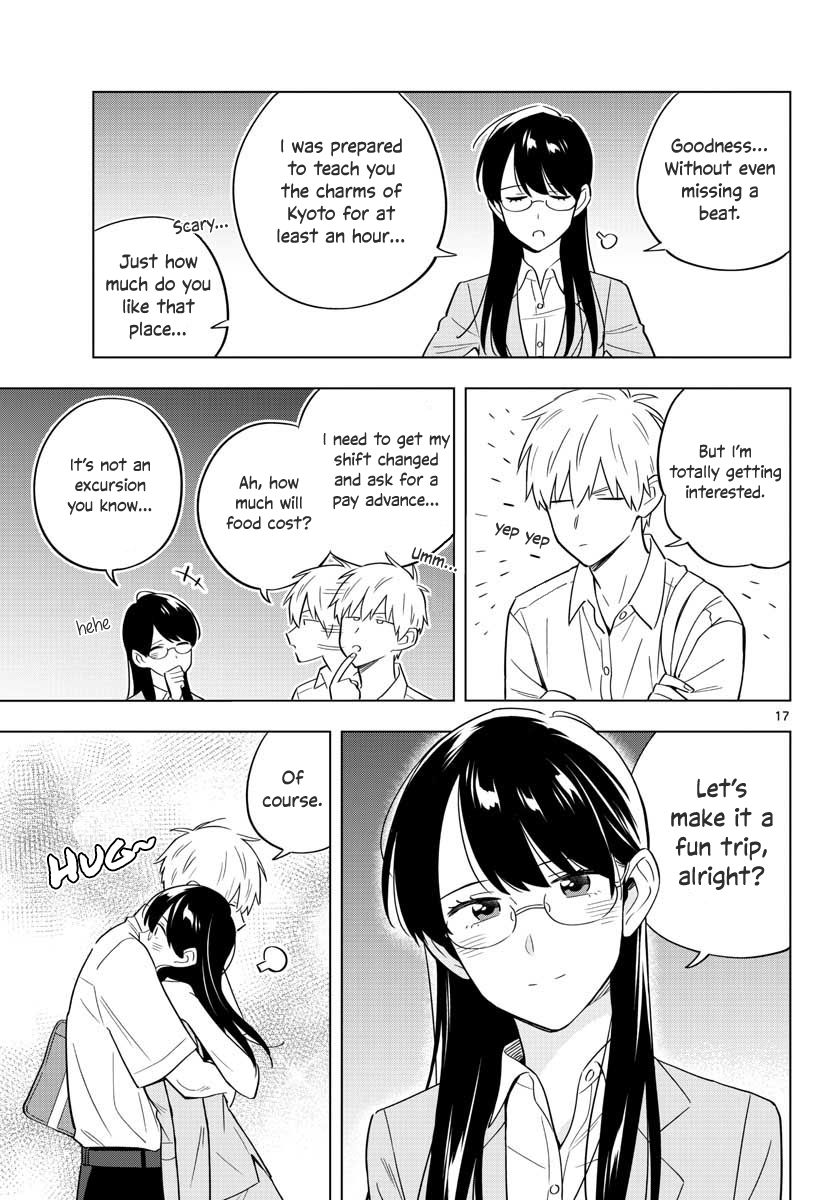 Goodness...
Without even
missing a
beat.
I was prepared
to teach you
the charms of
Kyoto for at
least an hour...
Scary...
Just how
much do you
like that
place...
But I'm
totally getting
interested.
yep yep
I need to get my
shift changed
and ask for a
pay advance...
Umm...
Ah, how
much will
food cost?
It's not an
excursion
you know...
hehe
17
Let's
make it a
fun trip,
alright?
Of
course.
HUG~